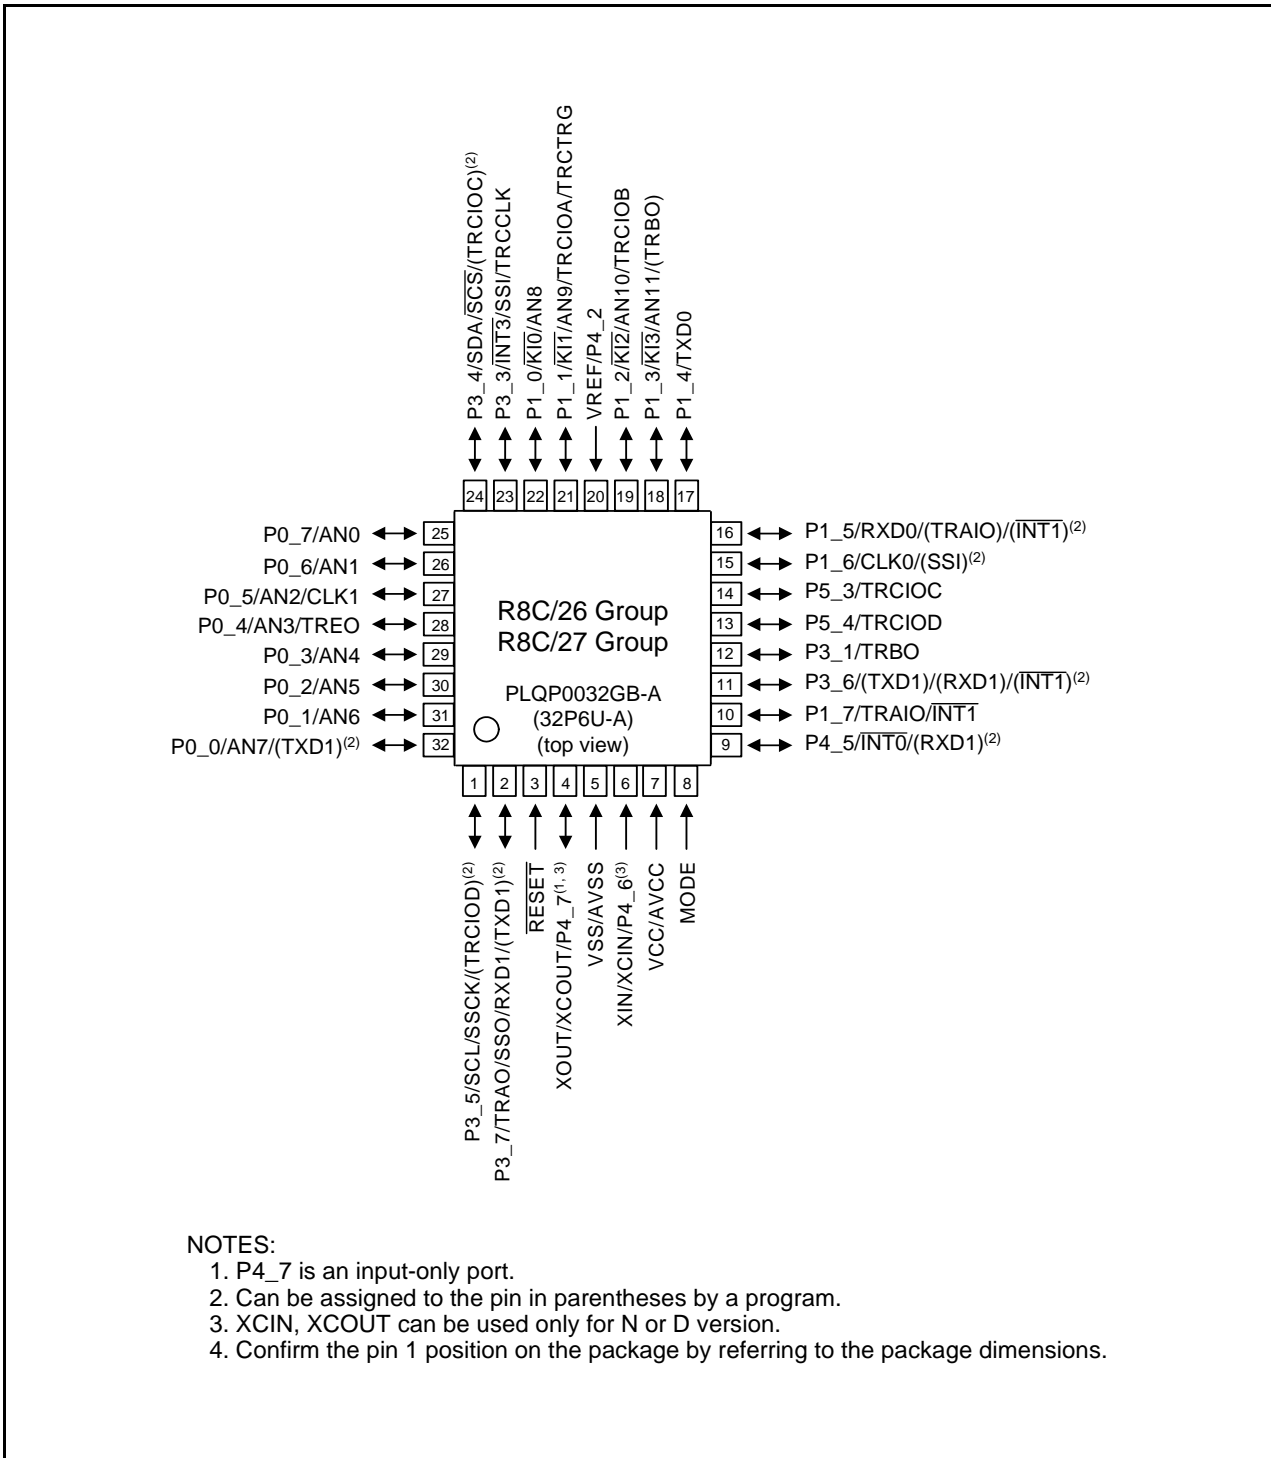 P3_4/SDA/SCS/(TRCIOC)(2)
P3_3/INT3/SSI/TRCCLK
P1_0/KI0/AN8
P1_1/KI1/AN9/TRCIOA/TRCTRG
VREF/P4_2
P1_2/KI2/AN10/TRCIOB
P1_3/KI3/AN11/(TRBO)
P1_4/TXD0
24 23 22 21 20 19 18 17
P0_7/AN0 25
P0_6/AN1 26
P0_5/AN2/CLK1 27
P0_4/AN3/TREO 28
P0_3/AN4 29
P0_2/AN5 30
P0_1/AN6 31
P0_0/AN7/(TXD1)(2) 32
R8C/26 Group
R8C/27 Group
PLQP0032GB-A
(32P6U-A)
(top view)
16 P1_5/RXD0/(TRAIO)/(INT1)(2)
15 P1_6/CLK0/(SSI)(2)
14 P5_3/TRCIOC
13 P5_4/TRCIOD
12 P3_1/TRBO
11 P3_6/(TXD1)/(RXD1)/(INT1)(2)
10 P1_7/TRAIO/INT1
9 P4_5/INT0/(RXD1)(2)
1 2 3 4 5 6 7 8
P3_5/SCL/SSCK/(TRCIOD)(2)
P3_7/TRAO/SSO/RXD1/(TXD1)(2)
RESET
XOUT/XCOUT/P4_7(1, 3)
VSS/AVSS
XIN/XCIN/P4_6(3)
VCC/AVCC
MODE
NOTES:
1. P4_7 is an input-only port.
2. Can be assigned to the pin in parentheses by a program.
3. XCIN, XCOUT can be used only for N or D version.
4. Confirm the pin 1 position on the package by referring to the package dimensions.